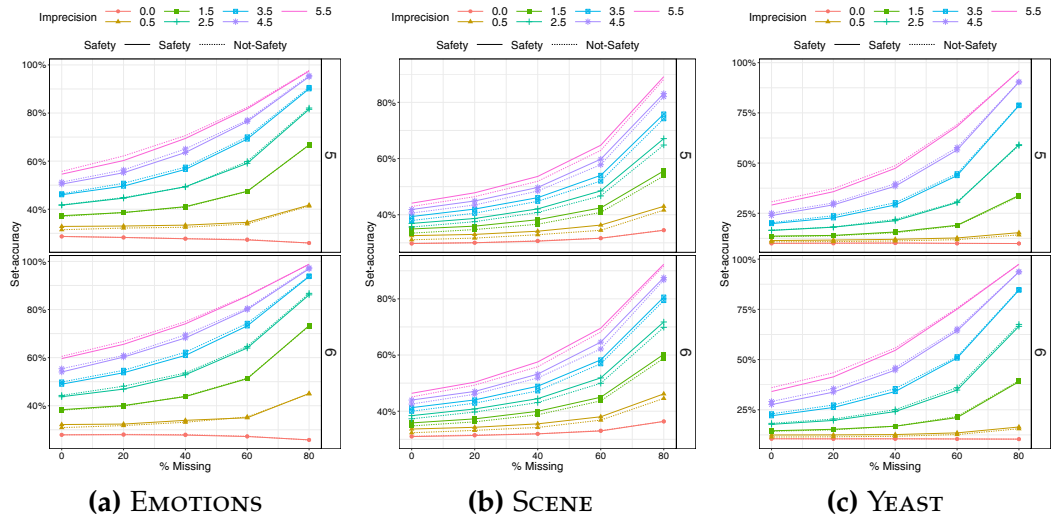 Imprecision 0.0 1.5 3.5 5.5
0.5 2.5 4.5
Safety Safety Not-Safety
100%
80%
60%
40%
5
80%
60%
40%
6
Set-accuracy
0 20 40 60 80
% Missing
(a) EMOTIONS
Imprecision 0.0 1.5 3.5 5.5
0.5 2.5 4.5
Safety Safety Not-Safety
80%
60%
40%
5
80%
60%
40%
6
Set-accuracy
0 20 40 60 80
% Missing
(b) SCENE
Imprecision 0.0 1.5 3.5 5.5
0.5 2.5 4.5
Safety Safety Not-Safety
100%
75%
50%
25%
5
100%
75%
50%
25%
6
Set-accuracy
0 20 40 60 80
% Missing
(c) YEAST